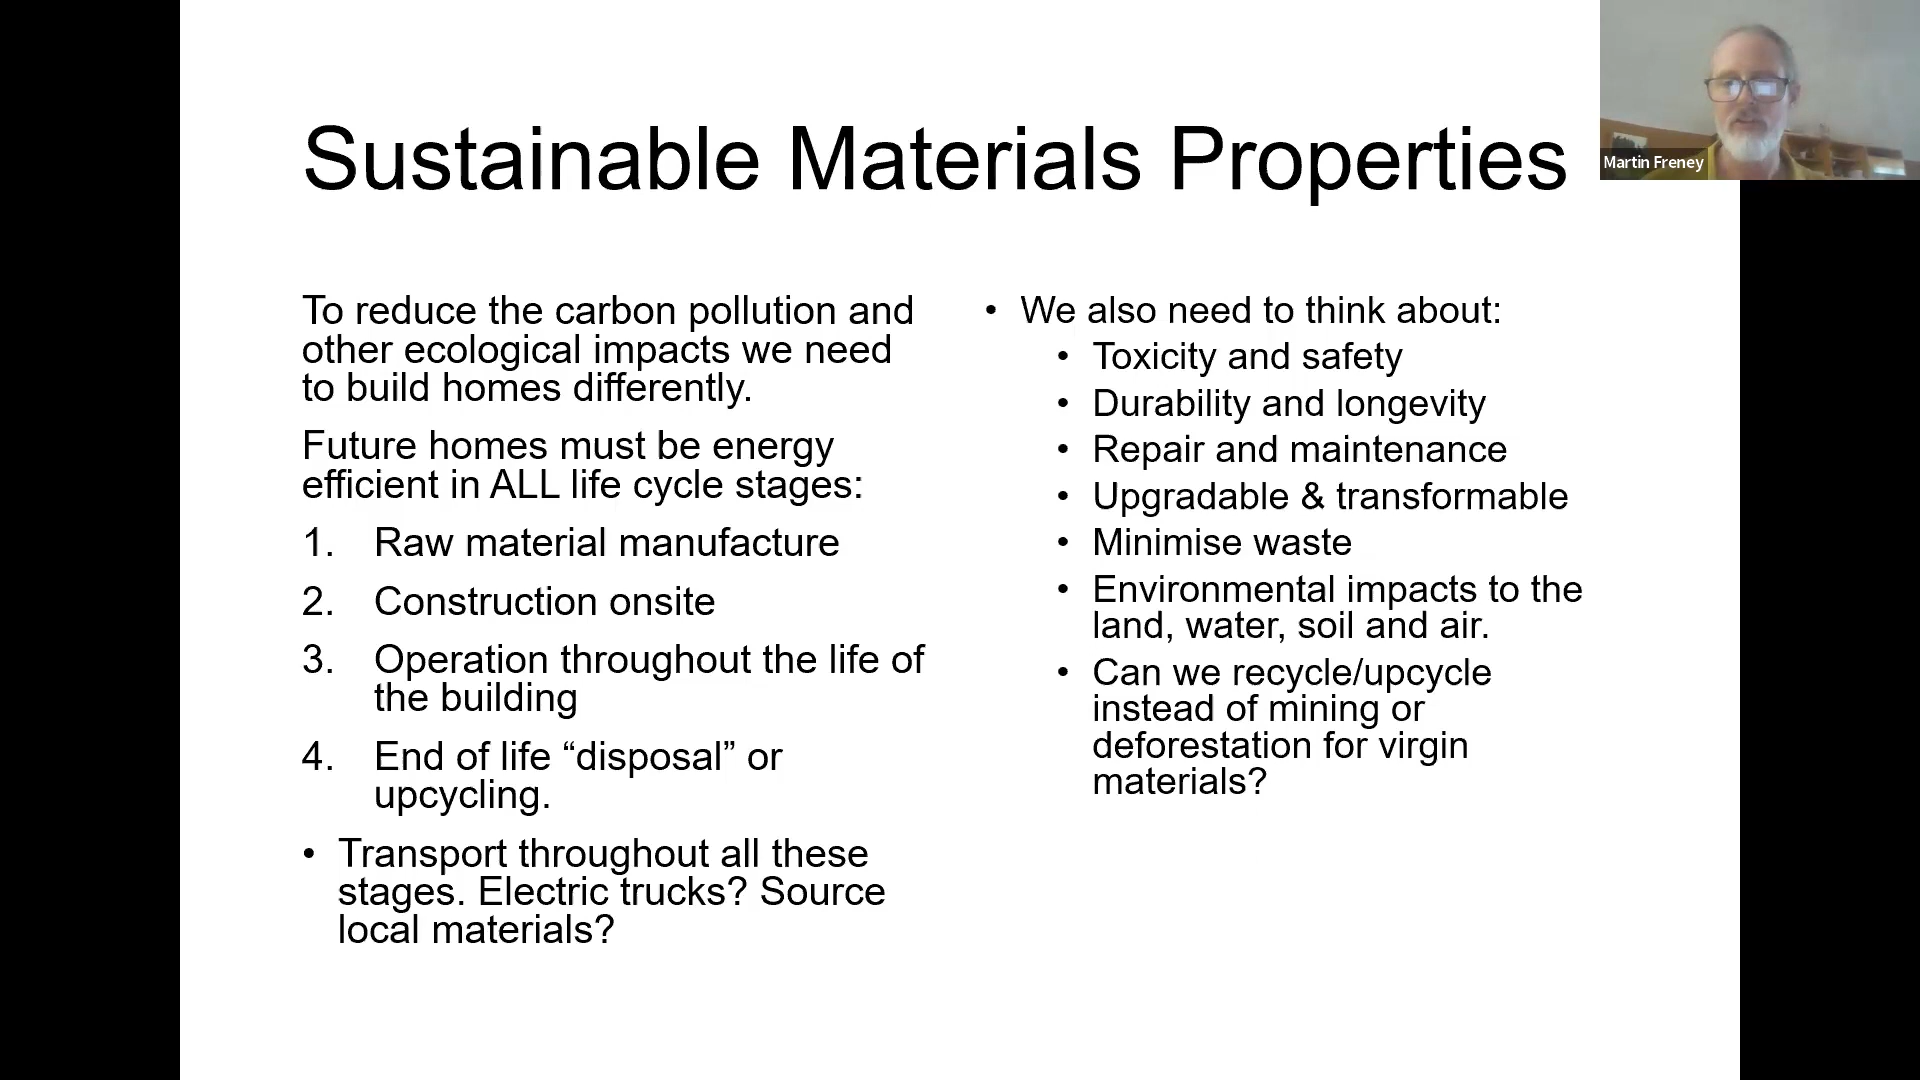 Sustainable Materials Properties
Martin Freney
To reduce the carbon pollution and
other ecological impacts we need
to build homes differently.
Future homes must be energy
efficient in ALL life cycle stages:
1. Raw material manufacture
2. Construction onsite
3. Operation throughout the life of
the building
4. End of life “disposal” or
upcycling.
• Transport throughout all these
stages. Electric trucks? Source
local materials?
• We also need to think about:
• Toxicity and safety
• Durability and longevity
• Repair and maintenance
• Upgradable & transformable
• Minimise waste
• Environmental impacts to the
land, water, soil and air.
• Can we recycle/upcycle
instead of mining or
deforestation for virgin
materials?